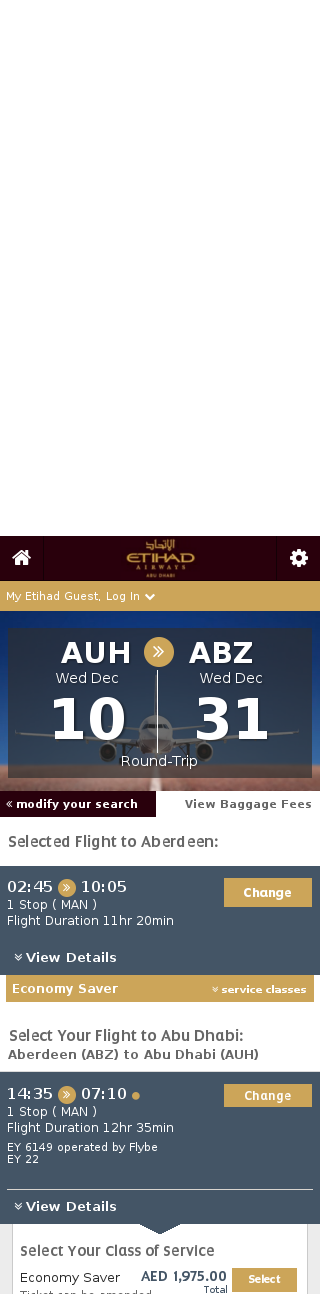 الإتحاد
ETIHAD
AIRWAYS
ABU DHABI
My Etihad Guest, Log In
AUH ABZ
Wed Dec Wed Dec
10 31
Round-Trip
« modify your search View Baggage Fees
Selected Flight to Aberdeen:
02:45 » 10:05 Change
1 Stop ( MAN )
Flight Duration 11hr 20min
View Details
Economy Saver service classes
Select Your Flight to Abu Dhabi:
Aberdeen (ABZ) to Abu Dhabi (AUH)
14:35 » 07:10 Change
1 Stop ( MAN )
Flight Duration 12hr 35min
EY 6149 operated by Flybe
EY 22
View Details
Select Your Class of Service
Economy Saver AED 1,975.00 Select
Total
Ticket can be amended